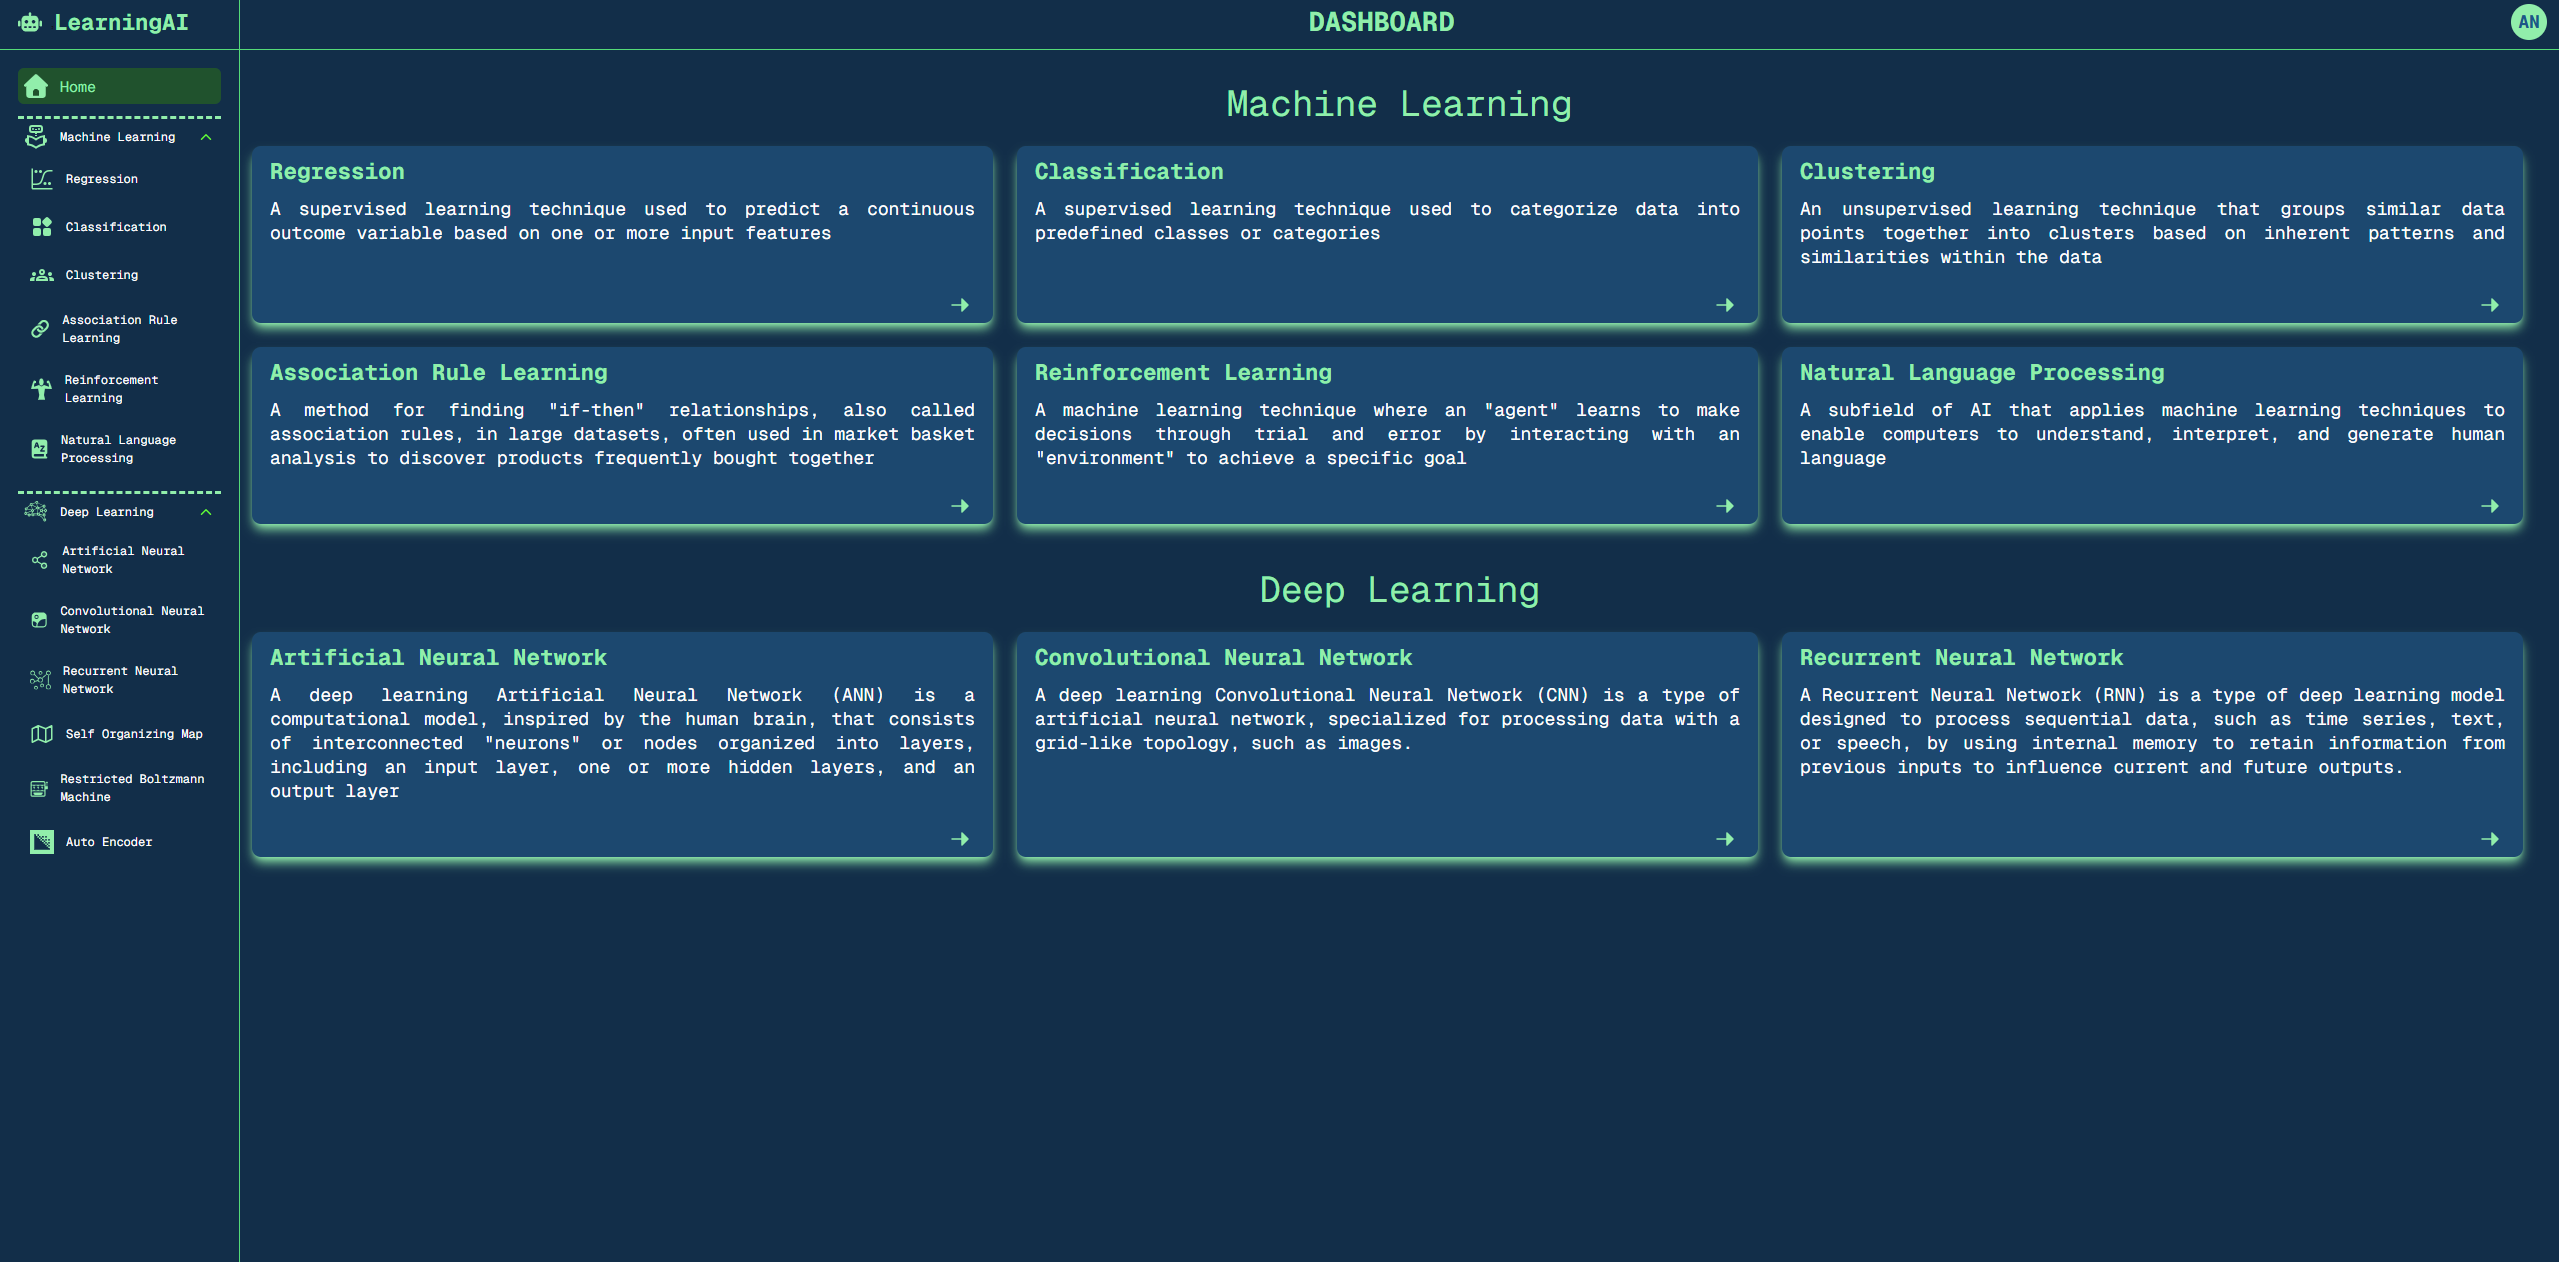 LearningAI
DASHBOARD
AN
Home
Machine Learning
Regression
Classification
Clustering
Association Rule
Learning
Reinforcement
Learning
Natural Language
Processing
Deep Learning
Artificial Neural
Network
Convolutional Neural
Network
Recurrent Neural
Network
Self Organizing Map
Restricted Boltzmann
Machine
Auto Encoder
Machine Learning
Regression
A supervised learning technique used to predict a continuous
outcome variable based on one or more input features
Classification
A supervised learning technique used to categorize data into
predefined classes or categories
Clustering
An unsupervised learning technique that groups similar data
points together into clusters based on inherent patterns and
similarities within the data
Association Rule Learning
A method for finding "if-then" relationships, also called
association rules, in large datasets, often used in market basket
analysis to discover products frequently bought together
Reinforcement Learning
A machine learning technique where an "agent" learns to make
decisions through trial and error by interacting with an
"environment" to achieve a specific goal
Natural Language Processing
A subfield of AI that applies machine learning techniques to
enable computers to understand, interpret, and generate human
language
Deep Learning
Artificial Neural Network
A deep learning Artificial Neural Network (ANN) is a
computational model, inspired by the human brain, that consists
of interconnected "neurons" or nodes organized into layers,
including an input layer, one or more hidden layers, and an
output layer
Convolutional Neural Network
A deep learning Convolutional Neural Network (CNN) is a type of
artificial neural network, specialized for processing data with a
grid-like topology, such as images.
Recurrent Neural Network
A Recurrent Neural Network (RNN) is a type of deep learning model
designed to process sequential data, such as time series, text,
or speech, by using internal memory to retain information from
previous inputs to influence current and future outputs.